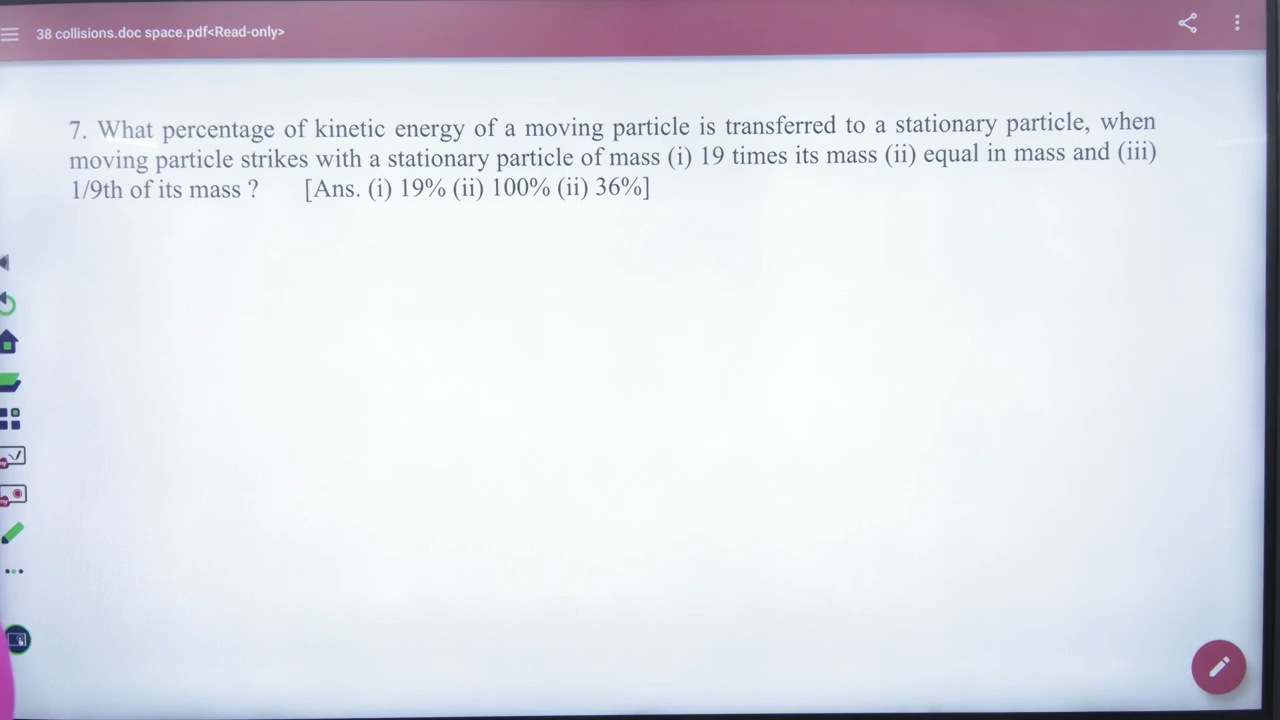 38 collisions.doc space.pdf<Read-only>
7. What percentage of kinetic energy of a moving particle is transferred to a stationary particle, when
moving particle strikes with a stationary particle of mass (i) 19 times its mass (ii) equal in mass and (iii)
1/9th of its mass ? [Ans. (i) 19% (ii) 100% (ii) 36%]